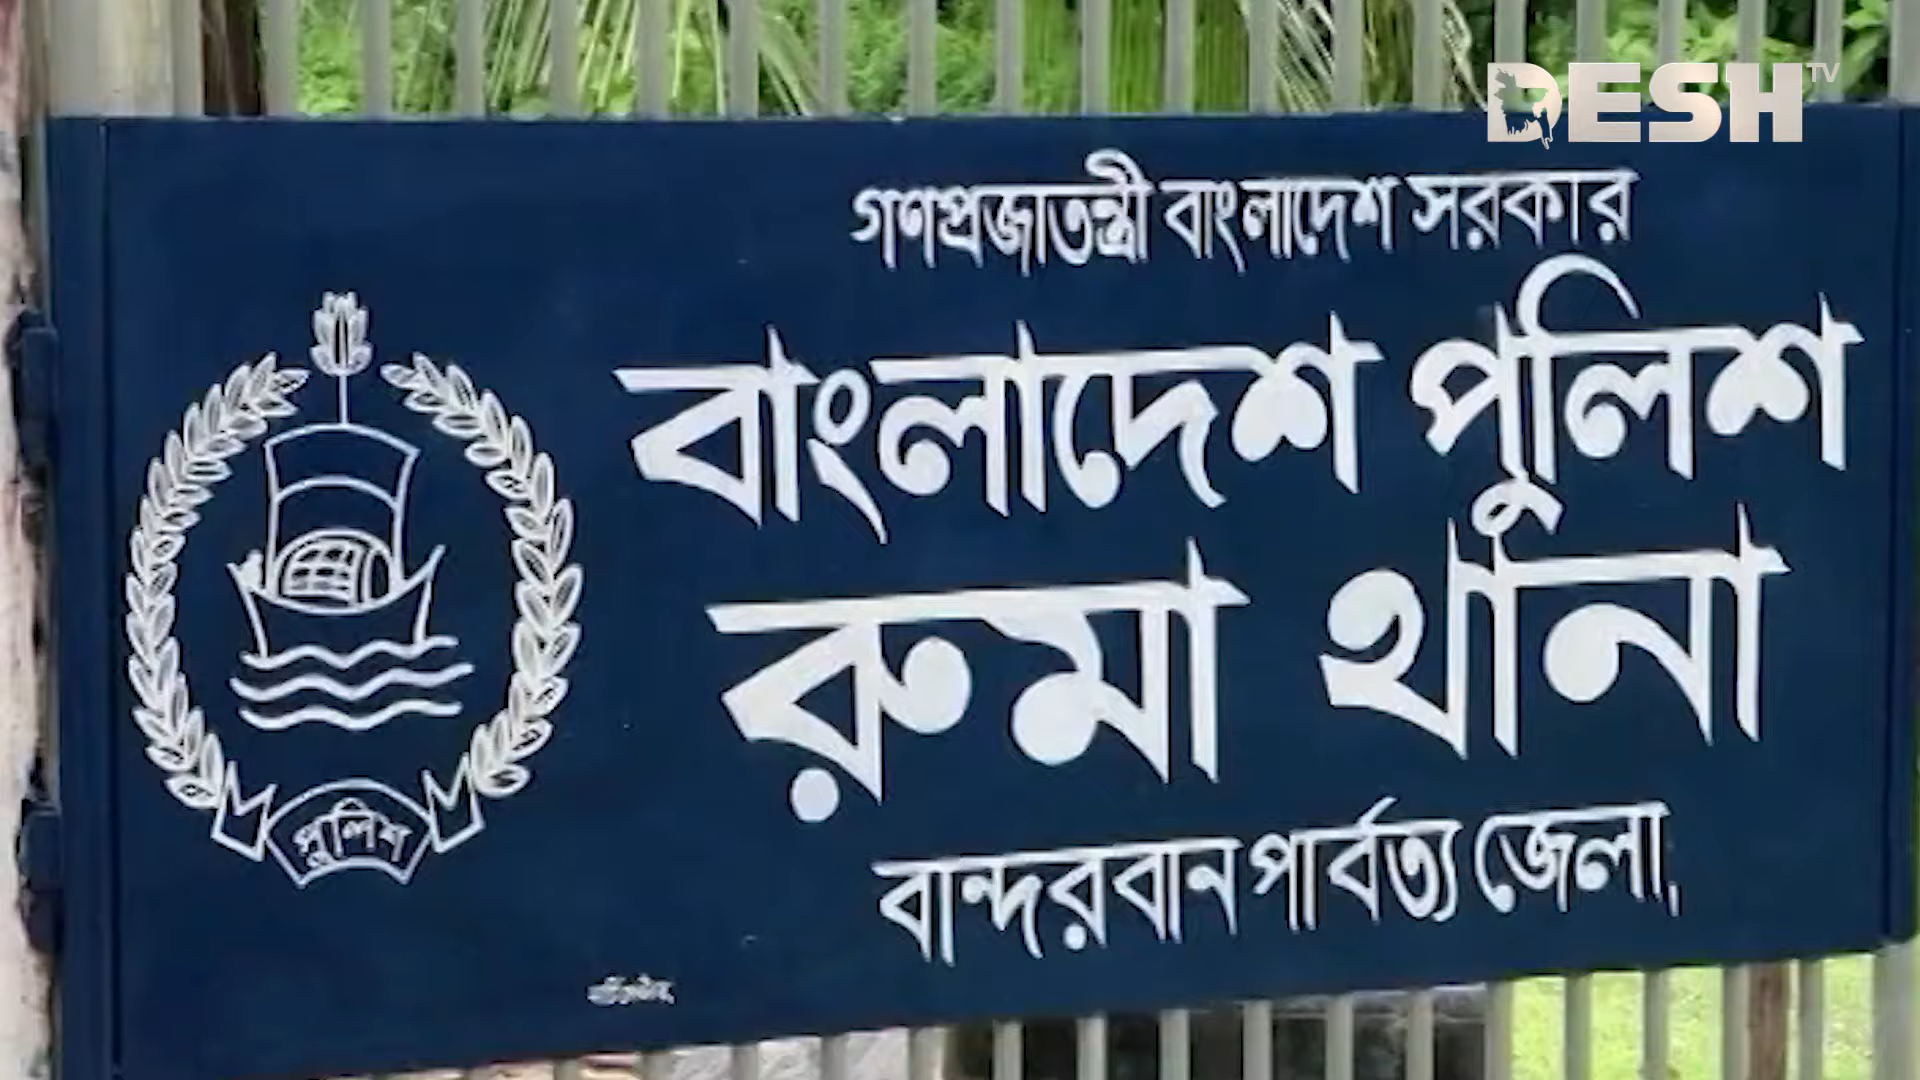 DESH TV
গণপ্রজাতন্ত্রী বাংলাদেশ সরকার
বাংলাদেশ পুলিশ
রুমা থানা
বান্দরবান পার্বত্য জেলা,
পুলিশ